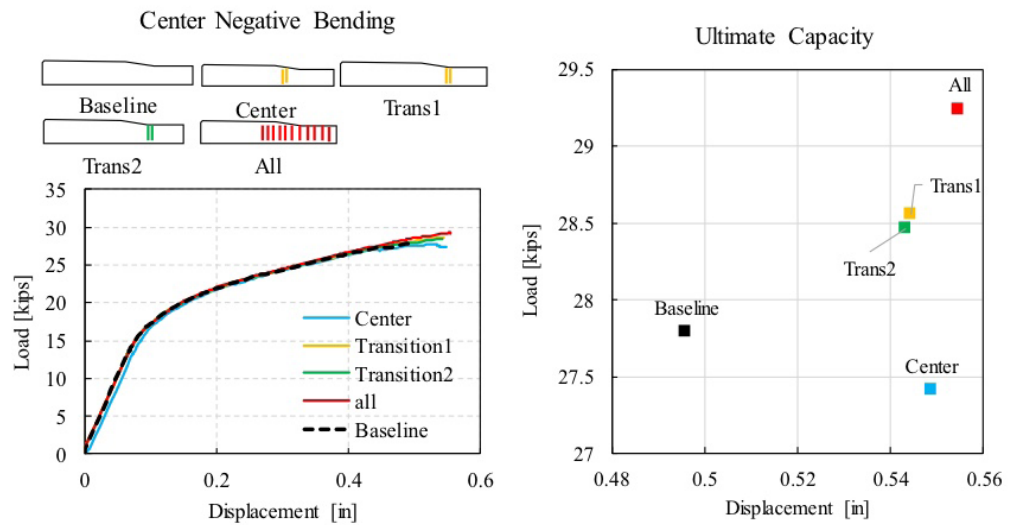 Center Negative Bending
Baseline
Center
Trans1
Trans2
All
35
30
25
20
15
10
5
0
Load [kips]
Center
Transition1
Transition2
all
Baseline
0
0.2
0.4
0.6
Displacement [in]
Ultimate Capacity
29.5
29
28.5
28
27.5
27
Load [kips]
All
Trans1
Trans2
Baseline
Center
0.48
0.5
0.52
0.54
0.56
Displacement [in]